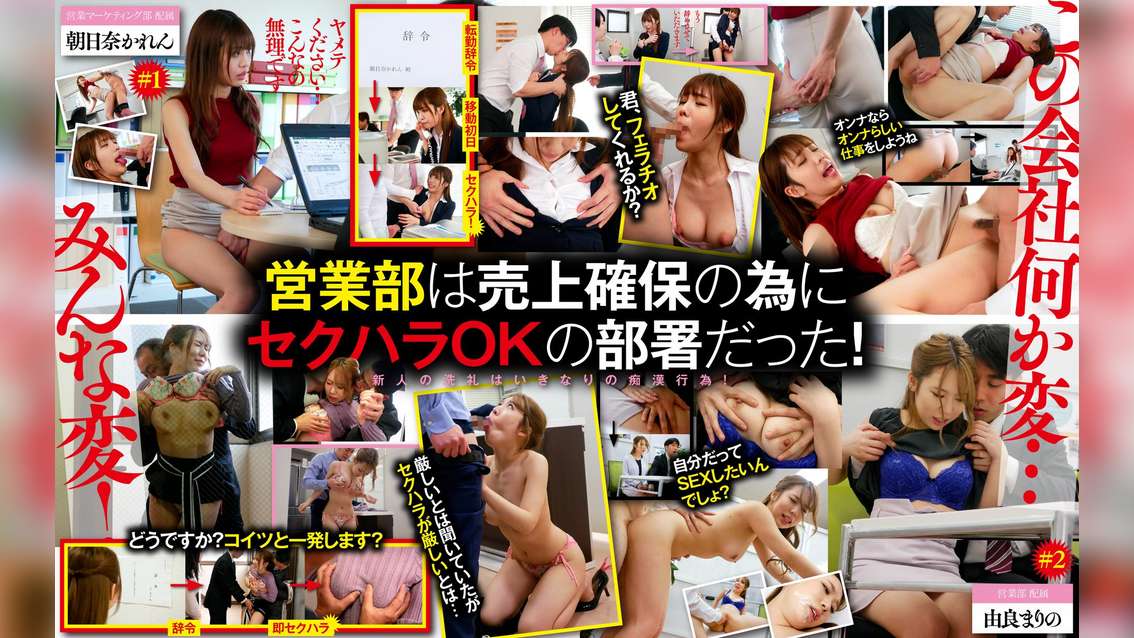 営業マーケティング部 配属
朝日奈かれん
#1
ヤメテ
ください・
こんなの
無理です
辞令
朝日奈かれん 殿
転勤辞令
移動初日
セクハラ!
君、フェラチオ
してくれるか?
オンナなら
オンナらしい
仕事をしようね
この会社何か変…
みんな変!
営業部は売上確保の為に
セクハラOKの部署だった!
新人の洗礼はいきなりの痴漢行為!
どうですか?コイツと一発します?
辞令
即セクハラ
厳しいとは聞いていたが
セクハラが厳しいとは…
自分だって
SEXしたいん
でしょ?
#2
営業部 配属
由良まりの